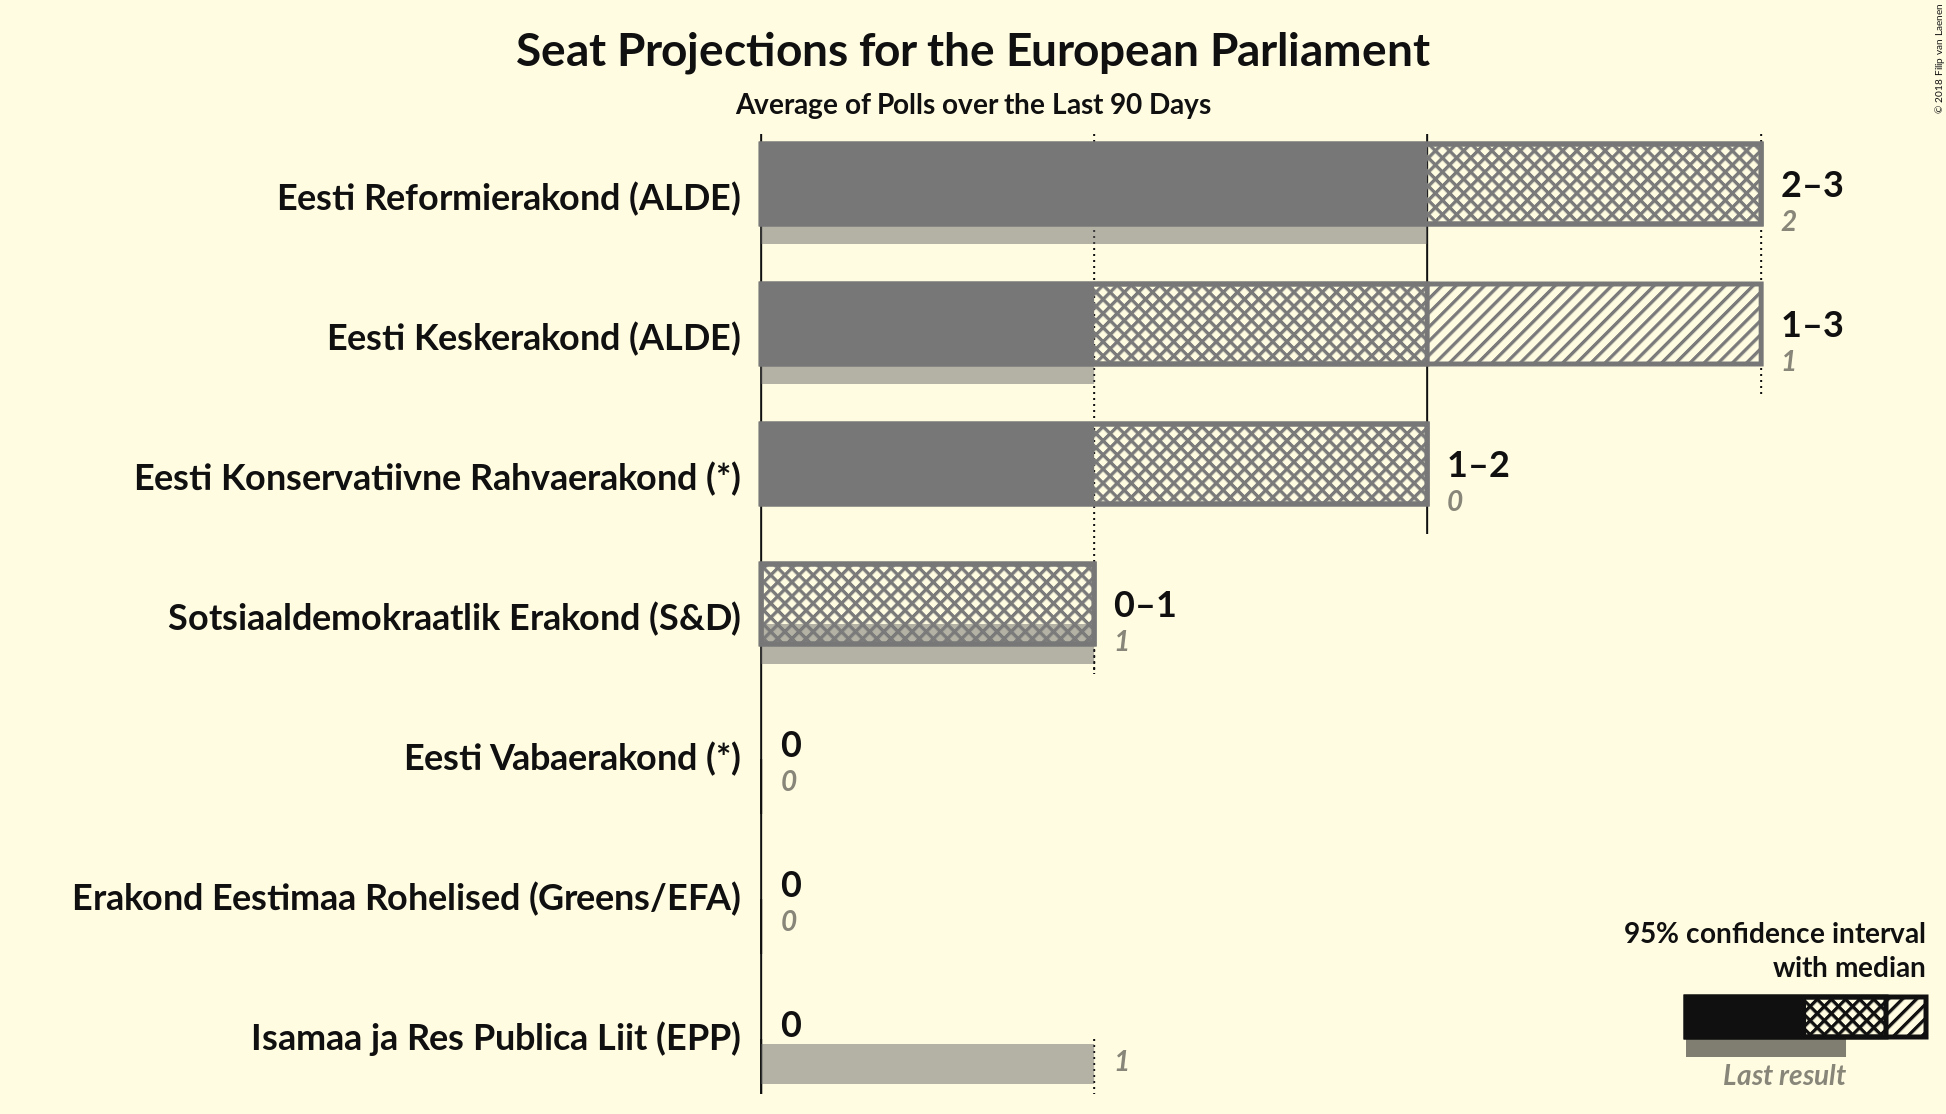 Seat Projections for the European Parliament
Average of Polls over the Last 90 Days
© 2018 Filip van Laenen
Eesti Reformierakond (ALDE)
2–3
2
Eesti Keskerakond (ALDE)
1–3
1
Eesti Konservatiivne Rahvaerakond (*)
1–2
0
Sotsiaaldemokraatlik Erakond (S&D)
0–1
1
Eesti Vabaerakond (*)
0
0
Erakond Eestimaa Rohelised (Greens/EFA)
0
0
Isamaa ja Res Publica Liit (EPP)
0
1
95% confidence interval
with median
Last result